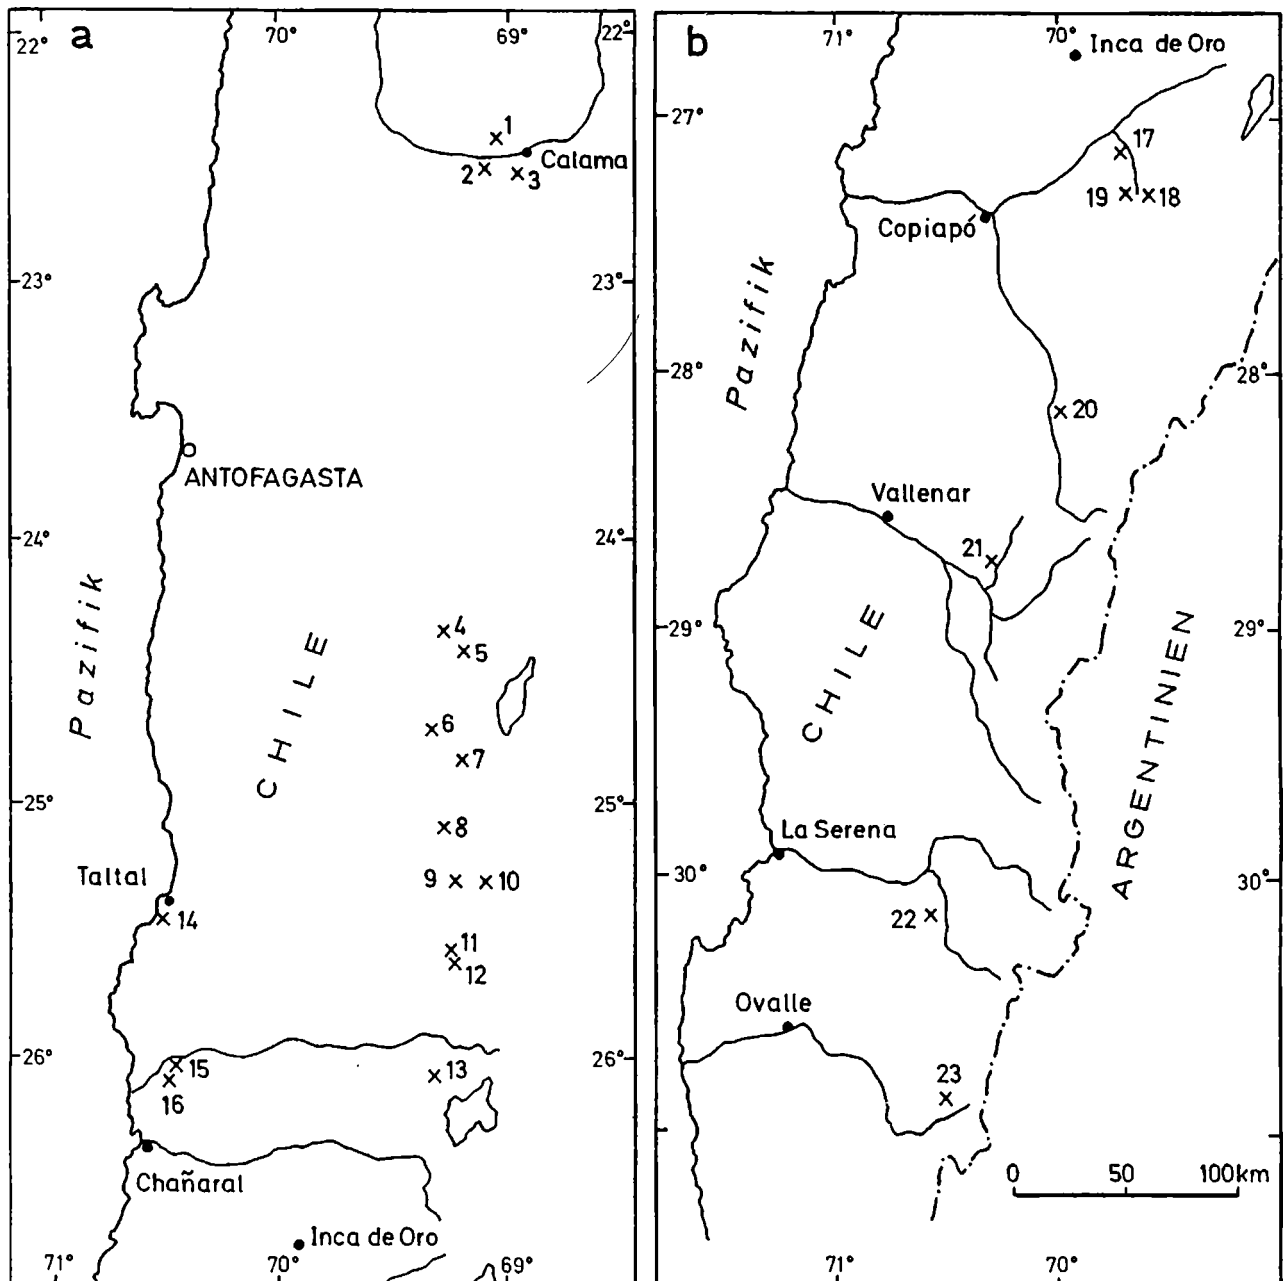 a
70°
69°
22°
22°
1
Calama
2
3
23°
23°
ANTOFAGASTA
24°
24°
Pazifik
CHILE
4
5
6
7
25°
25°
8
Taltal
9
10
14
11
12
26°
26°
15
13
16
Chañaral
Inca de Oro
71°
70°
69°
b
71°
70°
Inca de Oro
27°
17
19
18
Copiapó
Pazifik
28°
28°
20
Vallenar
21
29°
29°
CHILE
ARGENTINIEN
La Serena
30°
30°
22
Ovalle
23
0 50 100km
71°
70°